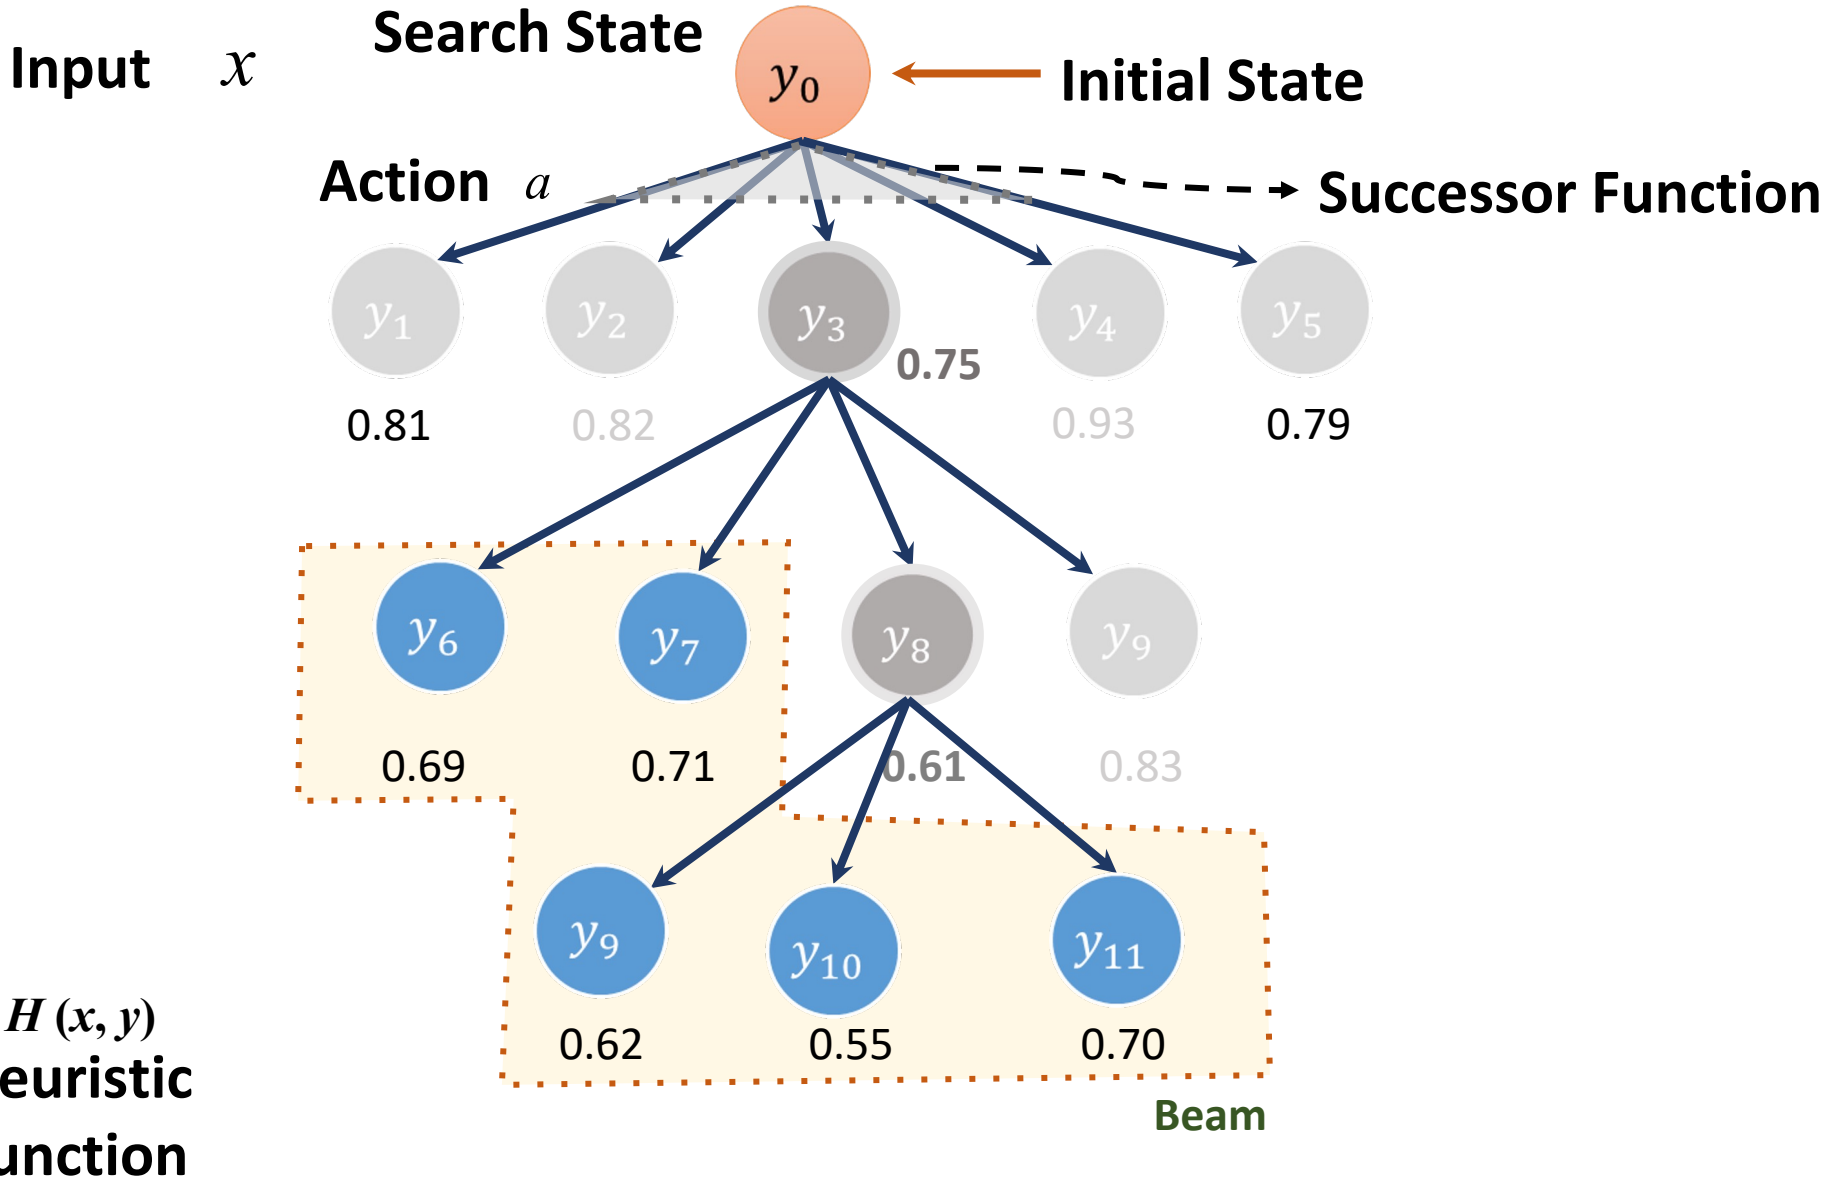 Search State
Input x
y0
Initial State
Action a
Successor Function
y1 y2 y3 y4 y5
0.75
0.81 0.82 0.93 0.79
y6 y7 y8 y9
0.69 0.71 0.61 0.83
y9 y10 y11
0.62 0.55 0.70
H (x, y)
euristic
unction
Beam